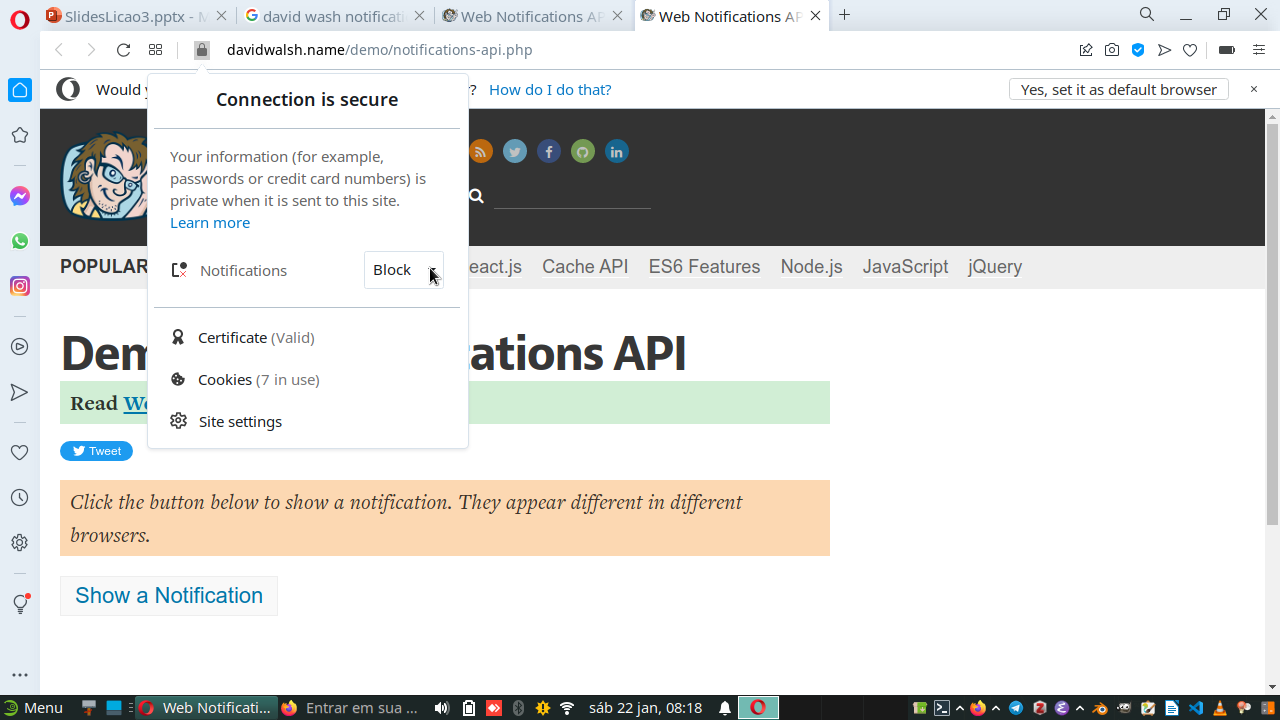 SlidesLicao3.pptx - M
david wash notificati
Web Notifications AP
Web Notifications AP
davidwalsh.name/demo/notifications-api.php
Would y
? How do I do that?
Yes, set it as default browser
Connection is secure
Your information (for example,
passwords or credit card numbers) is
private when it is sent to this site.
Learn more
Notifications
Block
Certificate (Valid)
Cookies (7 in use)
Site settings
POPULAR
eact.js
Cache API
ES6 Features
Node.js
JavaScript
jQuery
Dem
cations API
Read We
Tweet
Click the button below to show a notification. They appear different in different
browsers.
Show a Notification
Menu
Web Notificati...
Entrar em sua ...
sáb 22 jan, 08:18